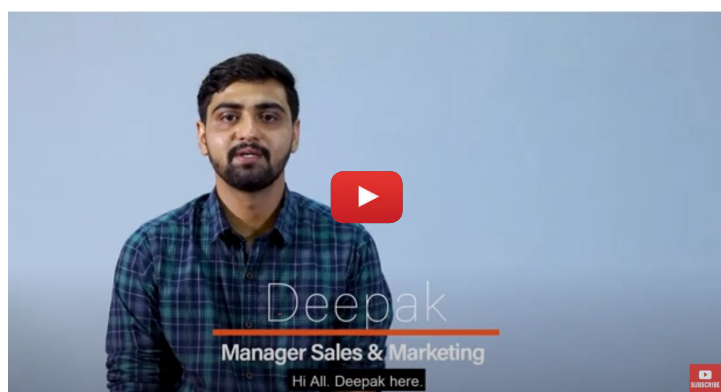 Deepak
Manager Sales & Marketing
Hi All. Deepak here.
SUBSCRIBE